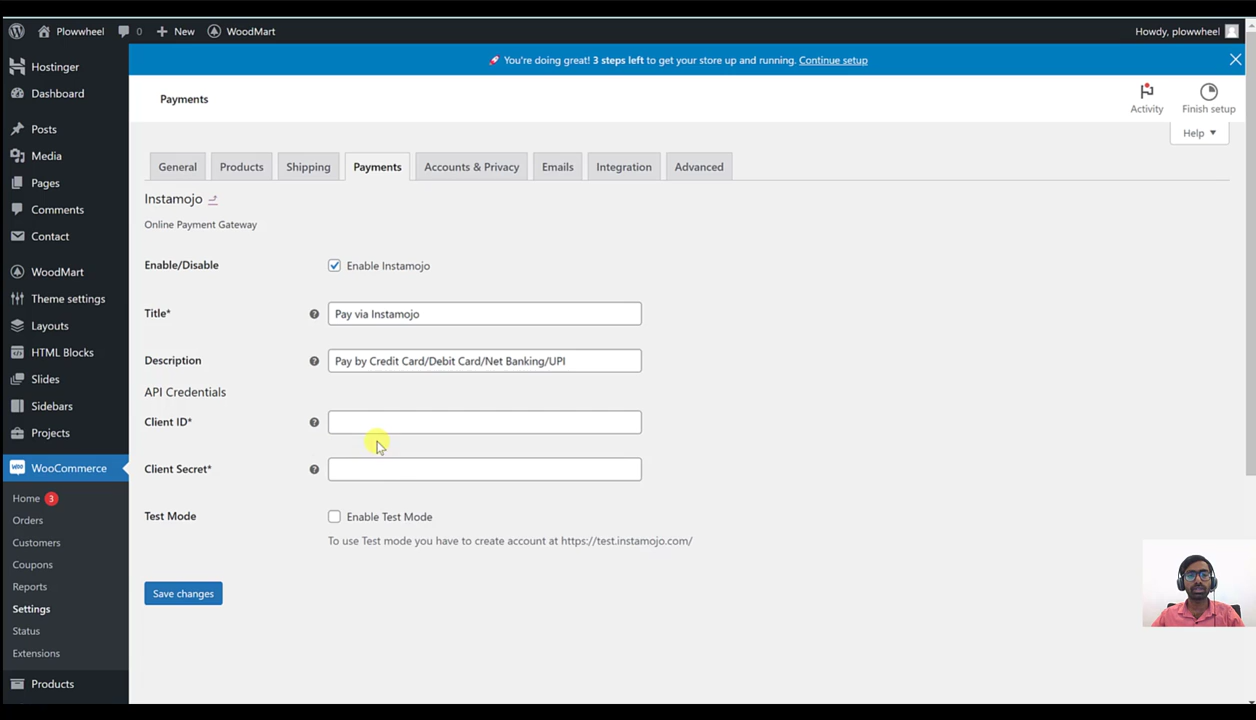 Plowwheel
0
New
WoodMart
Howdy, plowwheel
Hostinger
Dashboard
Posts
Media
Pages
Comments
Contact
WoodMart
Theme settings
Layouts
HTML Blocks
Slides
Sidebars
Projects
WooCommerce
Home 3
Orders
Customers
Coupons
Reports
Settings
Status
Extensions
Products
You're doing great! 3 steps left to get your store up and running. Continue setup
Payments
Activity
Finish setup
Help
General
Products
Shipping
Payments
Accounts & Privacy
Emails
Integration
Advanced
Instamojo
Online Payment Gateway
Enable/Disable
Enable Instamojo
Title*
Pay via Instamojo
Description
Pay by Credit Card/Debit Card/Net Banking/UPI
API Credentials
Client ID*
Client Secret*
Test Mode
Enable Test Mode
To use Test mode you have to create account at https://test.instamojo.com/
Save changes